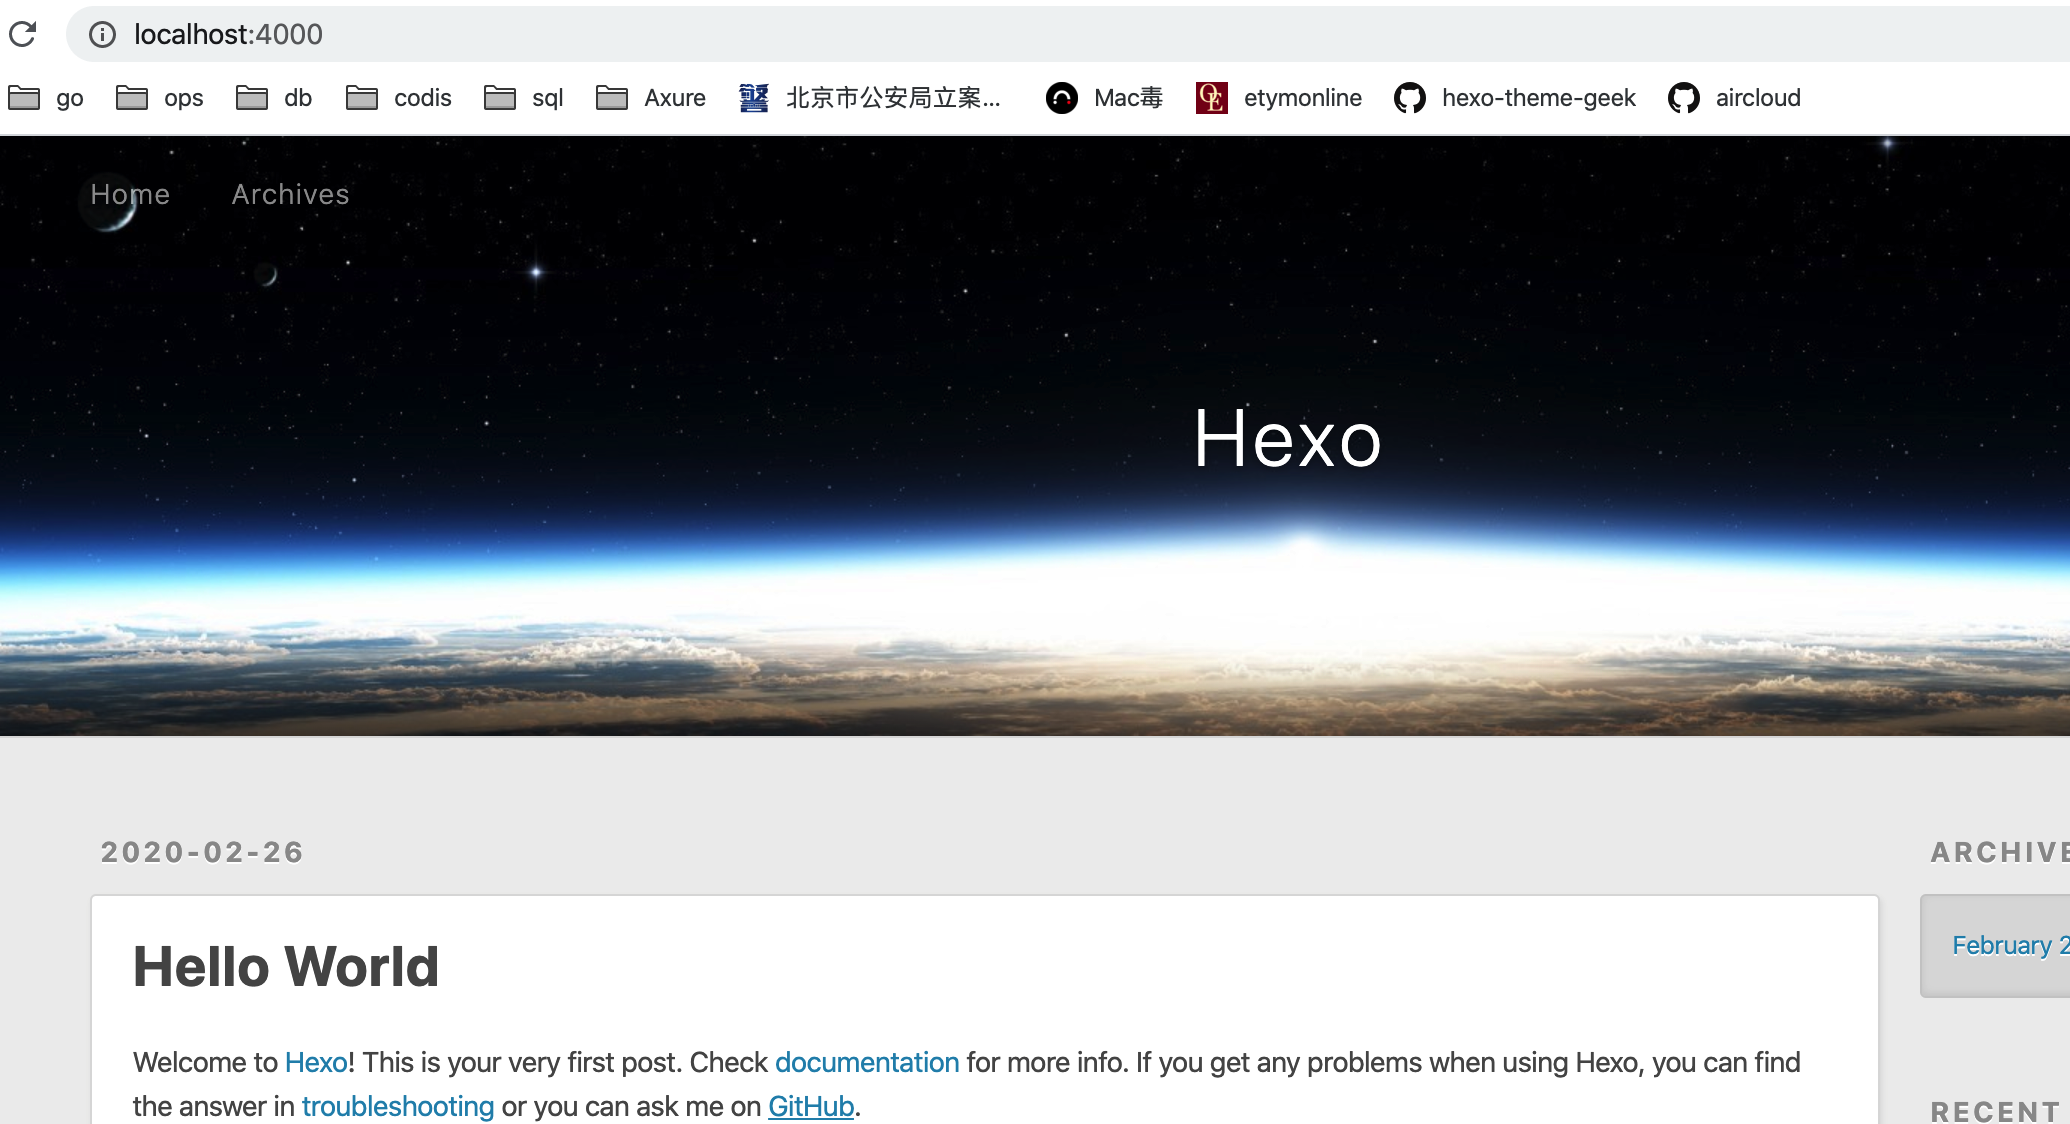 localhost:4000
go ops db codis sql Axure 北京市公安局立案... Mac毒 etymonline hexo-theme-geek aircloud
Home Archives
Hexo
2020-02-26
ARCHIVE
Hello World
February 2
Welcome to Hexo! This is your very first post. Check documentation for more info. If you get any problems when using Hexo, you can find
the answer in troubleshooting or you can ask me on GitHub.
RECENT